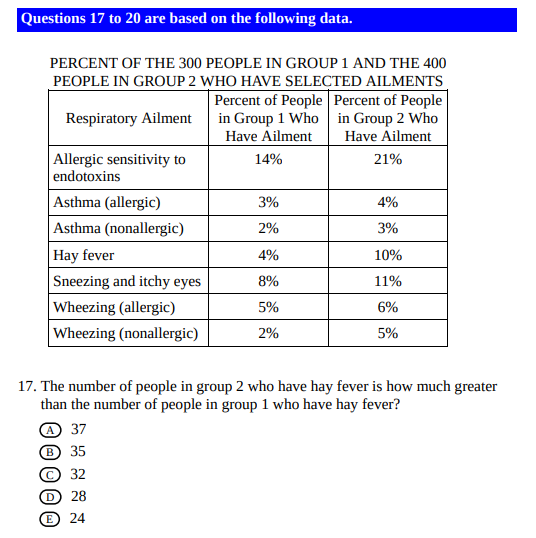 Questions 17 to 20 are based on the following data.
PERCENT OF THE 300 PEOPLE IN GROUP 1 AND THE 400
PEOPLE IN GROUP 2 WHO HAVE SELECTED AILMENTS
Respiratory Ailment
Percent of People
in Group 1 Who
Have Ailment
Percent of People
in Group 2 Who
Have Ailment
Allergic sensitivity to
endotoxins
14%
21%
Asthma (allergic)
3%
4%
Asthma (nonallergic)
2%
3%
Hay fever
4%
10%
Sneezing and itchy eyes
8%
11%
Wheezing (allergic)
5%
6%
Wheezing (nonallergic)
2%
5%
17. The number of people in group 2 who have hay fever is how much greater
than the number of people in group 1 who have hay fever?
A 37
B 35
C 32
D 28
E 24